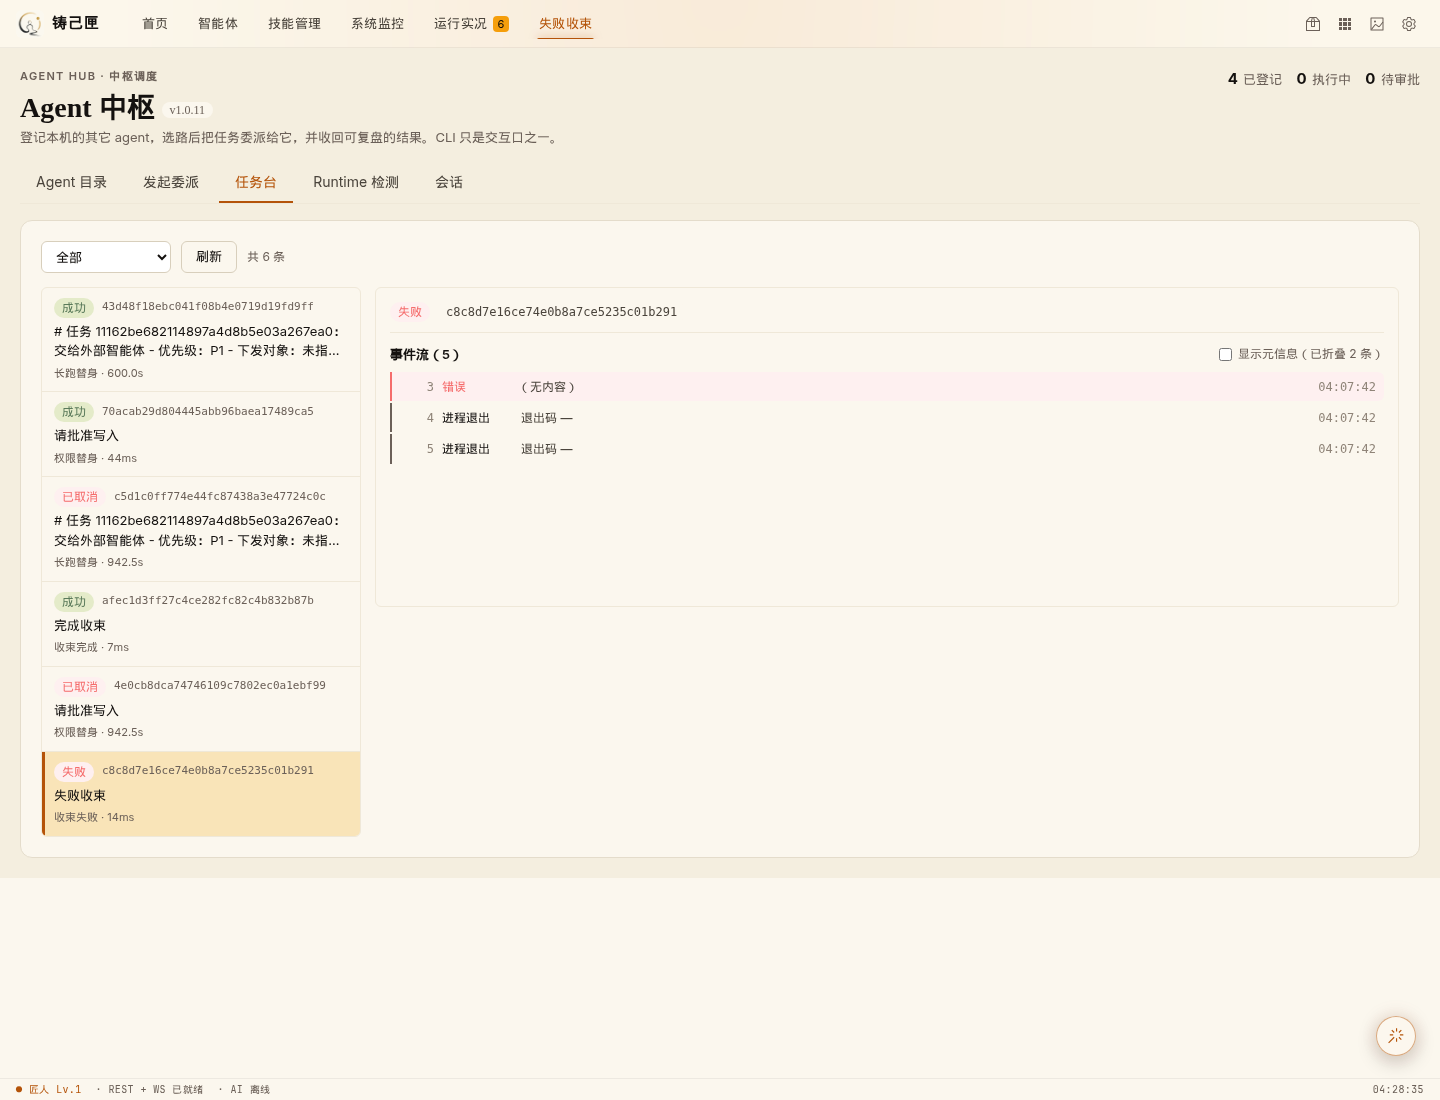 铸己匣 首页 智能体 技能管理 系统监控 运行实况 6 失败收束
AGENT HUB · 中枢调度
4 已登记 0 执行中 0 待审批
Agent 中枢 v1.0.11
登记本机的其它 agent，选路后把任务委派给它，并收回可复盘的结果。CLI 只是交互口之一。
Agent 目录 发起委派 任务台 Runtime 检测 会话
全部 刷新 共 6 条
成功 43d48f18ebc041f08b4e0719d19fd9ff
# 任务 11162be682114897a4d8b5e03a267ea0：
交给外部智能体 - 优先级：P1 - 下发对象：未指...
长跑替身 · 600.0s
成功 70acab29d804445abb96baea17489ca5
请批准写入
权限替身 · 44ms
已取消 c5d1c0ff774e44fc87438a3e47724c0c
# 任务 11162be682114897a4d8b5e03a267ea0：
交给外部智能体 - 优先级：P1 - 下发对象：未指...
长跑替身 · 942.5s
成功 afec1d3ff27c4ce282fc82c4b832b87b
完成收束
收束完成 · 7ms
已取消 4e0cb8dca74746109c7802ec0a1ebf99
请批准写入
权限替身 · 942.5s
失败 c8c8d7e16ce74e0b8a7ce5235c01b291
失败收束
收束失败 · 14ms
失败 c8c8d7e16ce74e0b8a7ce5235c01b291
事件流（5） 显示元信息（已折叠 2 条）
3 错误 （无内容） 04:07:42
4 进程退出 退出码 — 04:07:42
5 进程退出 退出码 — 04:07:42
匠人 Lv.1 · REST + WS 已就绪 · AI 离线 04:28:35